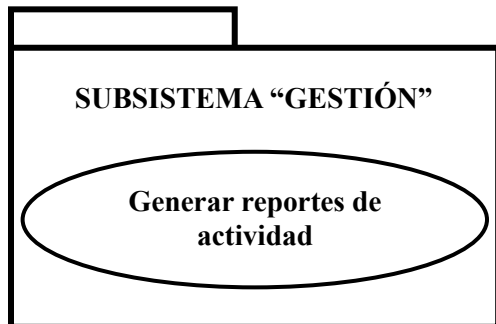 SUBSISTEMA “GESTIÓN”
Generar reportes de
actividad